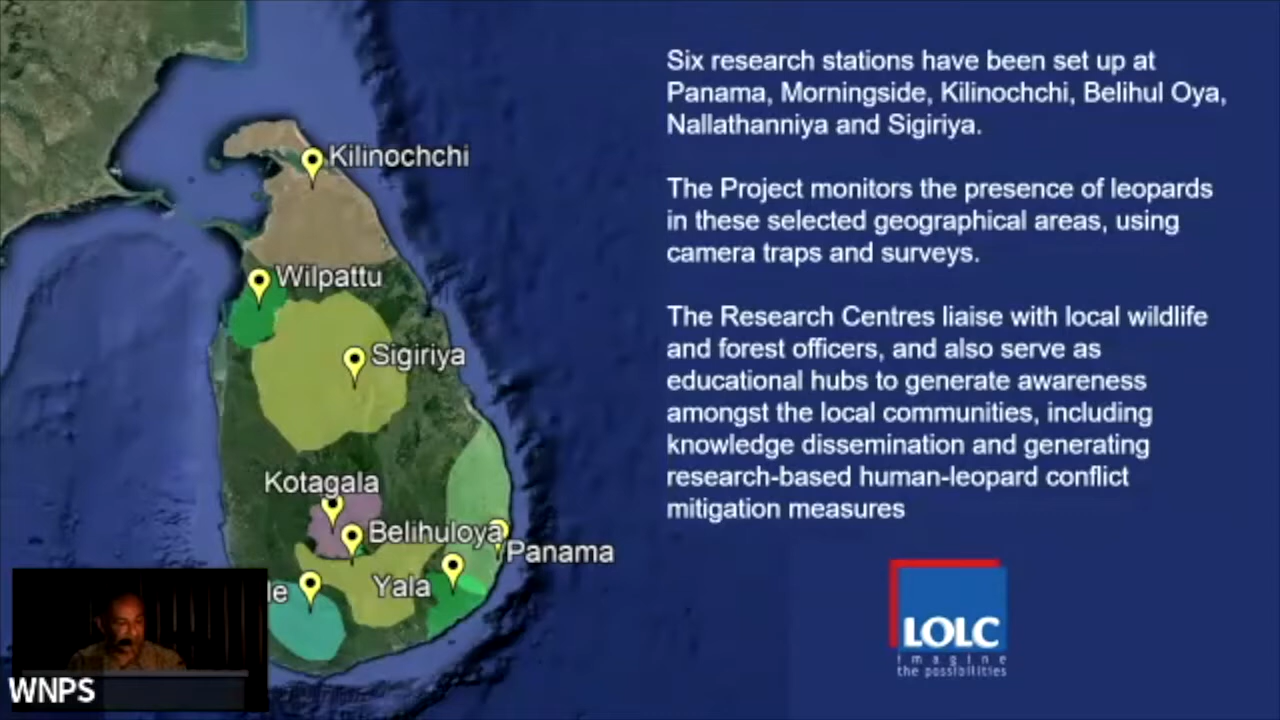 Six research stations have been set up at
Panama, Morningside, Kilinochchi, Belihul Oya,
Nallathanniya and Sigiriya.
The Project monitors the presence of leopards
in these selected geographical areas, using
camera traps and surveys.
The Research Centres liaise with local wildlife
and forest officers, and also serve as
educational hubs to generate awareness
amongst the local communities, including
knowledge dissemination and generating
research-based human-leopard conflict
mitigation measures
Kilinochchi
Wilpattu
Sigiriya
Kotagala
Belihuloya
Panama
Yala
le
LOLC
imagine
the possibilities
WNPS